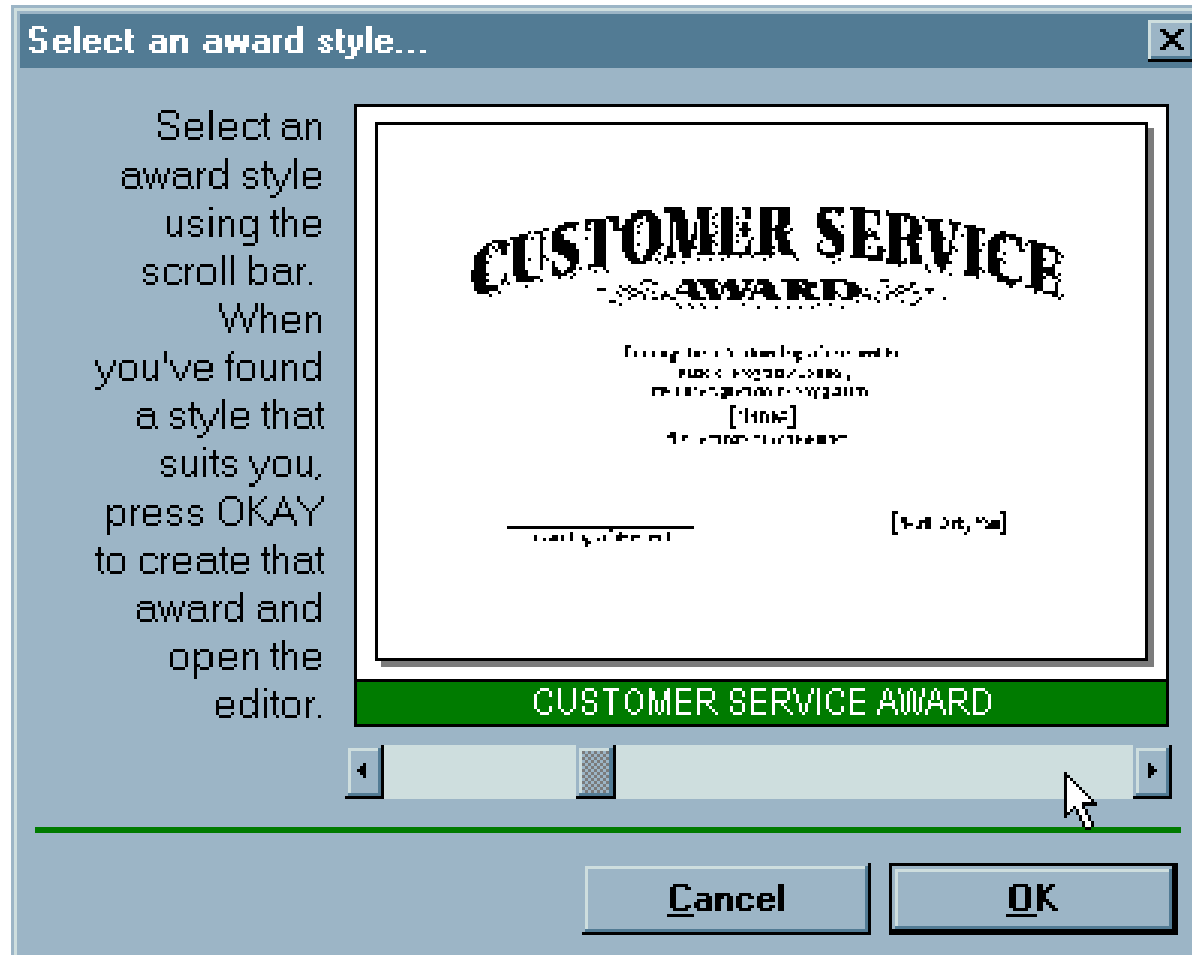 Select an award style...
Select an
award style
using the
scroll bar.
When
you've found
a style that
suits you,
press OKAY
to create that
award and
open the
editor.
CUSTOMER SERVICE
AWARD
[Name]
CUSTOMER SERVICE AWARD
Cancel
OK